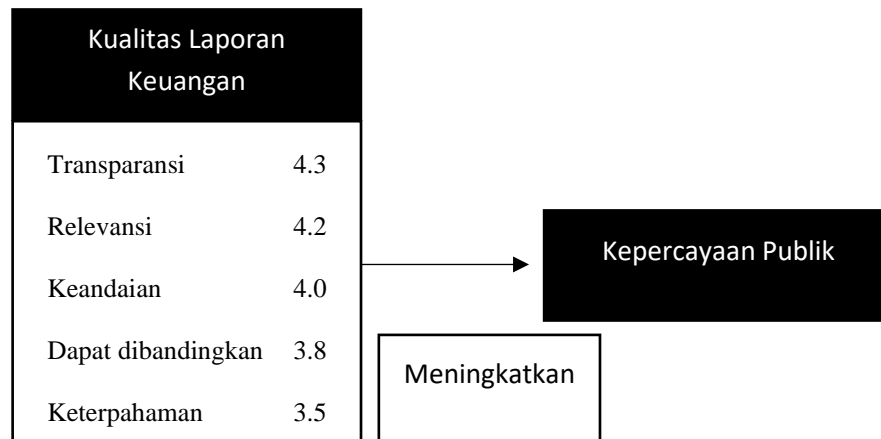 Kualitas Laporan
Keuangan
Transparansi 4.3
Relevansi 4.2
Keandaian 4.0
Dapat dibandingkan 3.8
Keterpahaman 3.5
Kepercayaan Publik
Meningkatkan